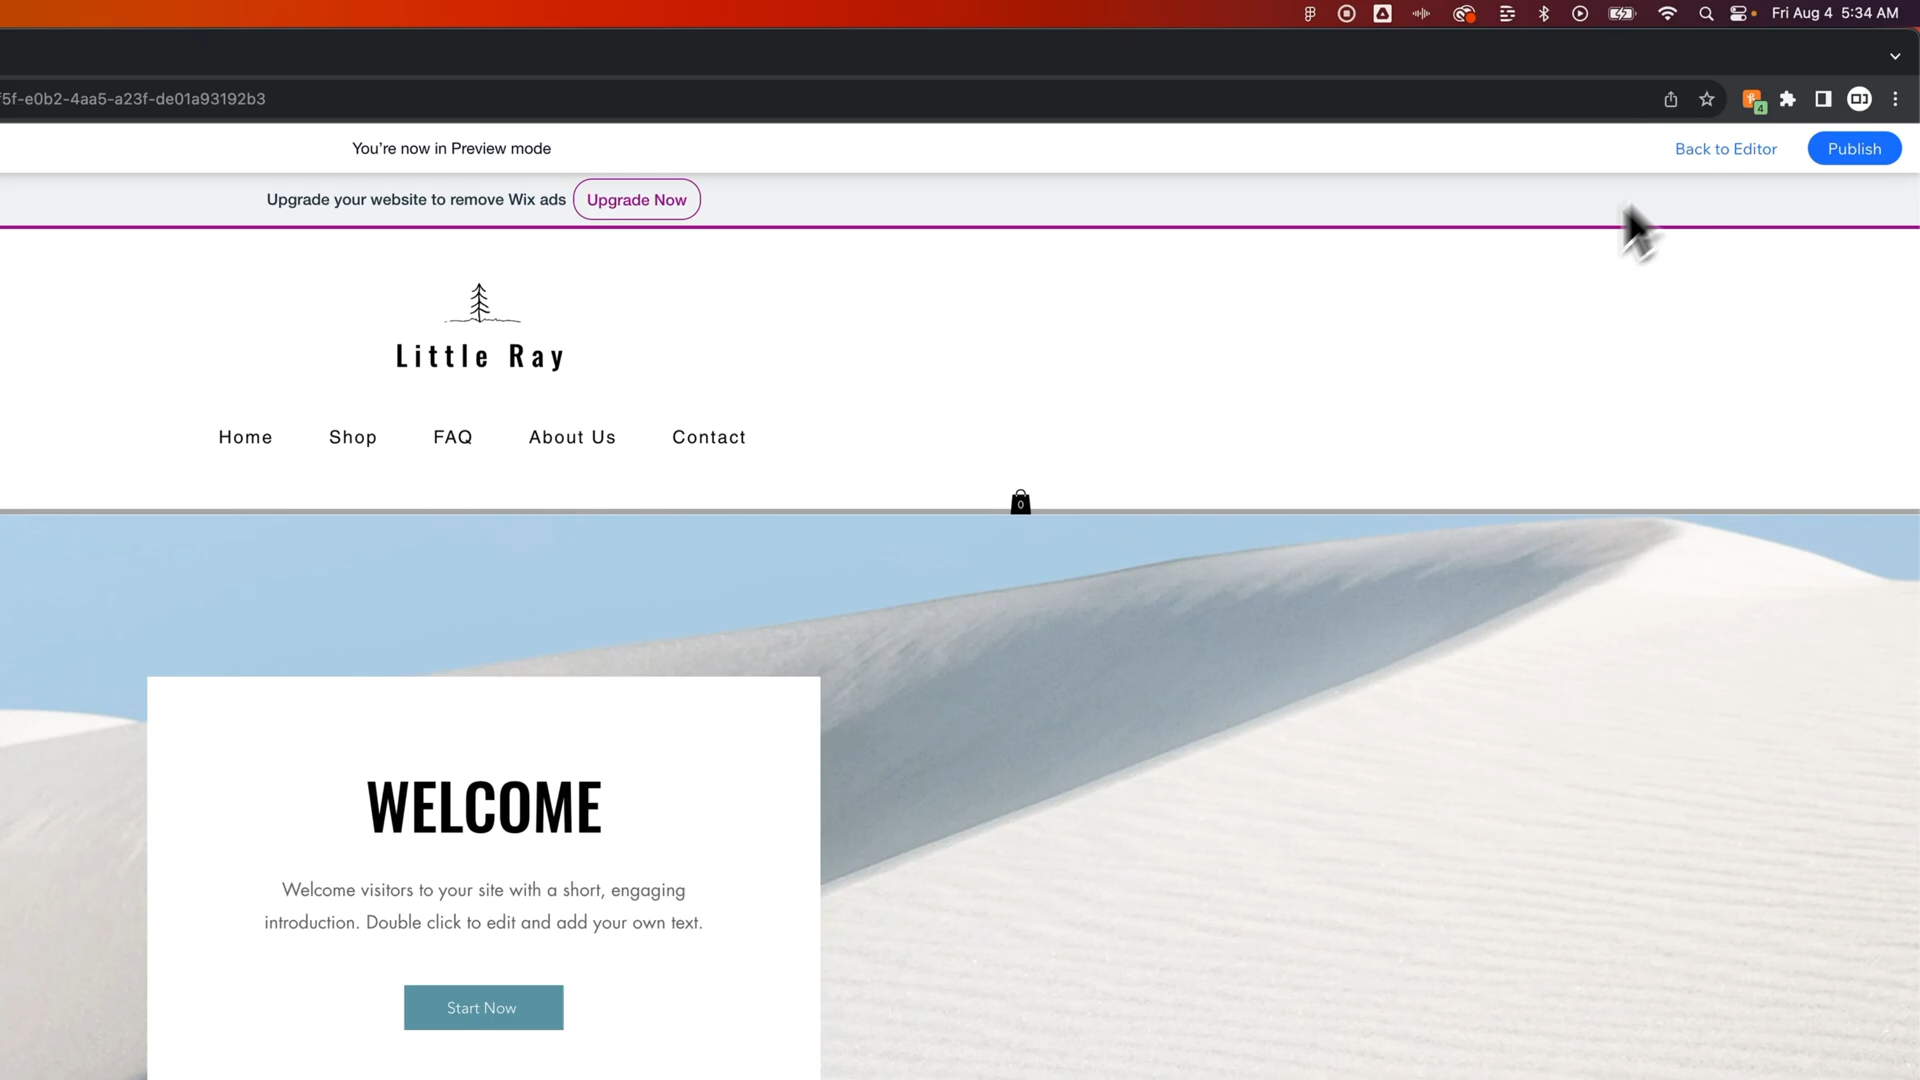 Fri Aug 4 5:34 AM
f5f-e0b2-4aa5-a23f-de01a93192b3
4
You're now in Preview mode
Back to Editor
Publish
Upgrade your website to remove Wix ads
Upgrade Now
Little Ray
Home
Shop
FAQ
About Us
Contact
0
WELCOME
Welcome visitors to your site with a short, engaging
introduction. Double click to edit and add your own text.
Start Now